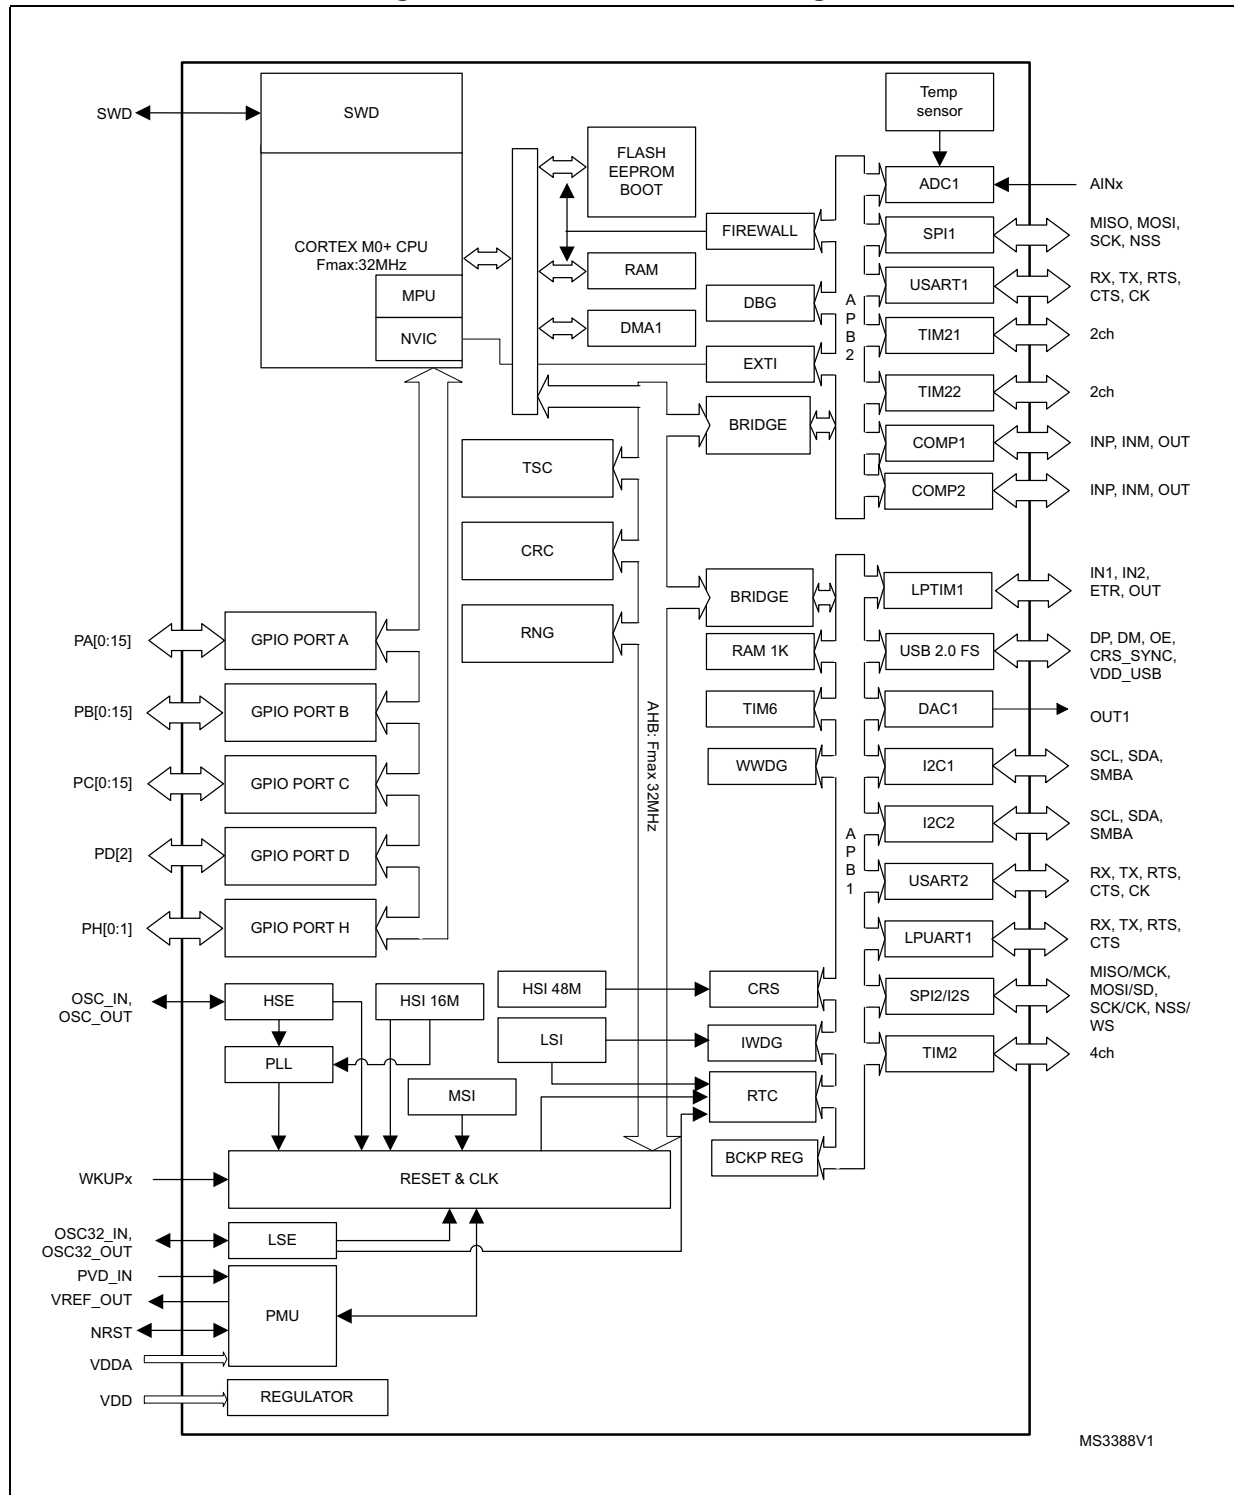 SWD
SWD
CORTEX M0+ CPU
Fmax:32MHz
MPU
NVIC
FLASH
EEPROM
BOOT
RAM
DMA1
FIREWALL
DBG
EXTI
BRIDGE
APB2
Temp
sensor
ADC1
AINx
SPI1
MISO, MOSI,
SCK, NSS
USART1
RX, TX, RTS,
CTS, CK
TIM21
2ch
TIM22
2ch
COMP1
INP, INM, OUT
COMP2
INP, INM, OUT
TSC
CRC
RNG
AHB: Fmax 32MHz
BRIDGE
RAM 1K
TIM6
WWDG
APB1
LPTIM1
IN1, IN2,
ETR, OUT
USB 2.0 FS
DP, DM, OE,
CRS_SYNC,
VDD_USB
DAC1
OUT1
I2C1
SCL, SDA,
SMBA
I2C2
SCL, SDA,
SMBA
USART2
RX, TX, RTS,
CTS, CK
LPUART1
RX, TX, RTS,
CTS
SPI2/I2S
MISO/MCK,
MOSI/SD,
SCK/CK, NSS/
WS
TIM2
4ch
PA[0:15]
GPIO PORT A
PB[0:15]
GPIO PORT B
PC[0:15]
GPIO PORT C
PD[2]
GPIO PORT D
PH[0:1]
GPIO PORT H
OSC_IN,
OSC_OUT
HSE
HSI 16M
HSI 48M
CRS
LSI
IWDG
PLL
MSI
RTC
BCKP REG
WKUPx
RESET & CLK
OSC32_IN,
OSC32_OUT
LSE
PVD_IN
VREF_OUT
NRST
VDDA
PMU
VDD
REGULATOR
MS3388V1